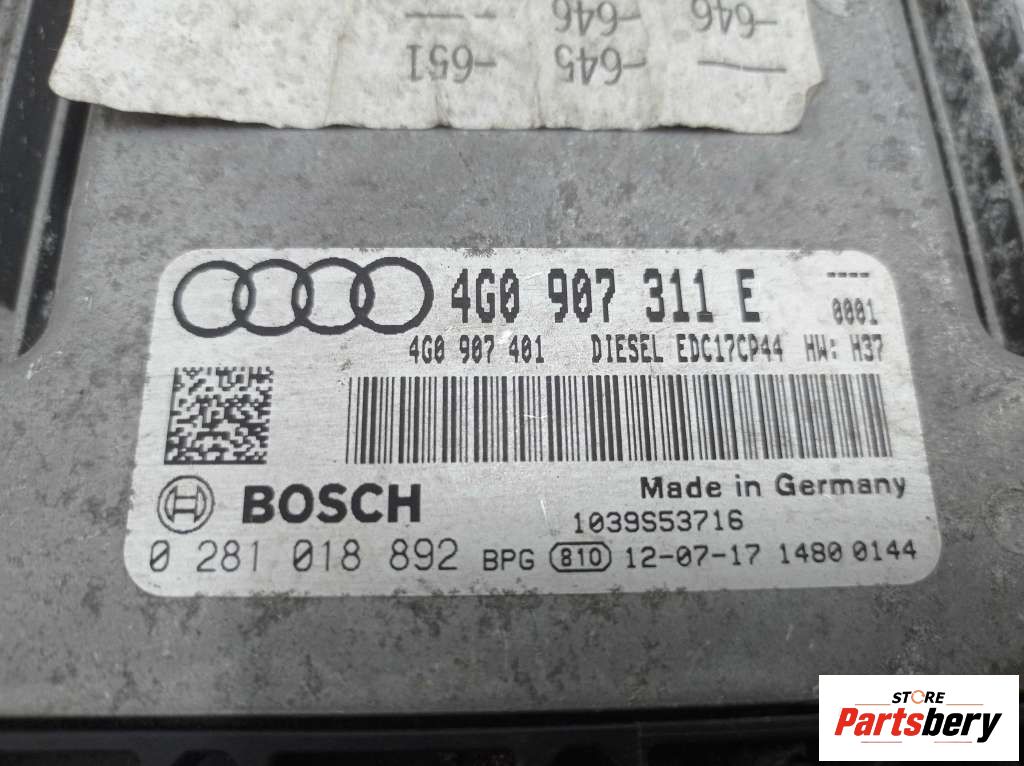 -646 -646
-651 -645 —
4G0 907 311 E ----
0001
4G0 907 401 DIESEL EDC17CP44 HW: H37
Made in Germany
BOSCH
1039S53716
0 281 018 892 BPG 810 12-07-17 1480 0144
STORE
Partsbery